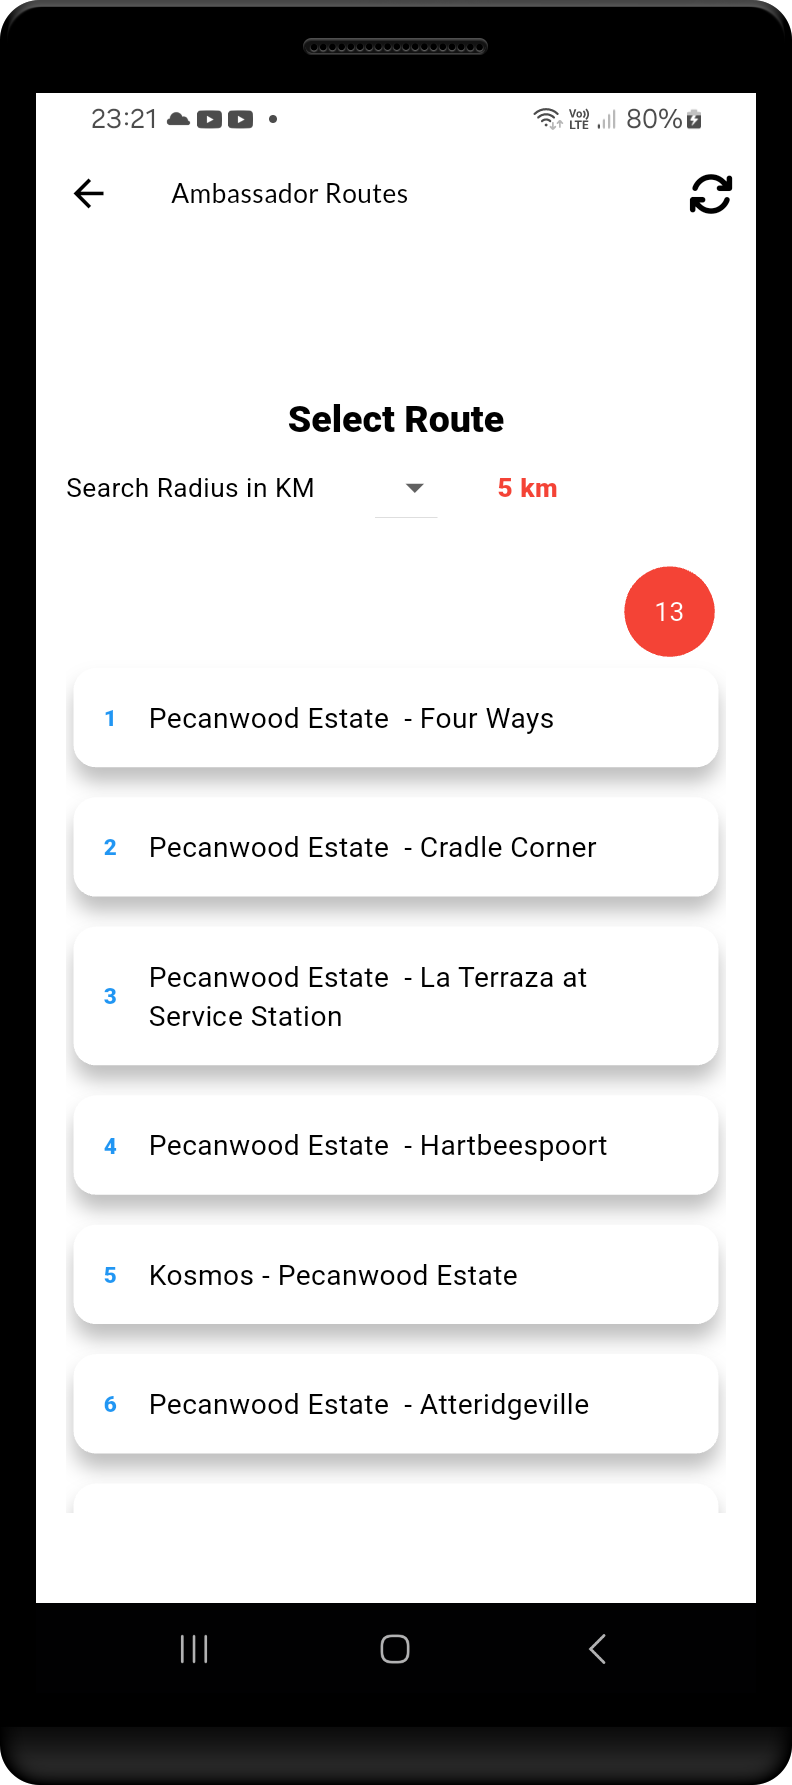 23:21 Vo)) LTE 80%
Ambassador Routes
Select Route
Search Radius in KM 5 km
13
1 Pecanwood Estate  - Four Ways
2 Pecanwood Estate  - Cradle Corner
3 Pecanwood Estate  - La Terraza at
Service Station
4 Pecanwood Estate  - Hartbeespoort
5 Kosmos - Pecanwood Estate
6 Pecanwood Estate  - Atteridgeville